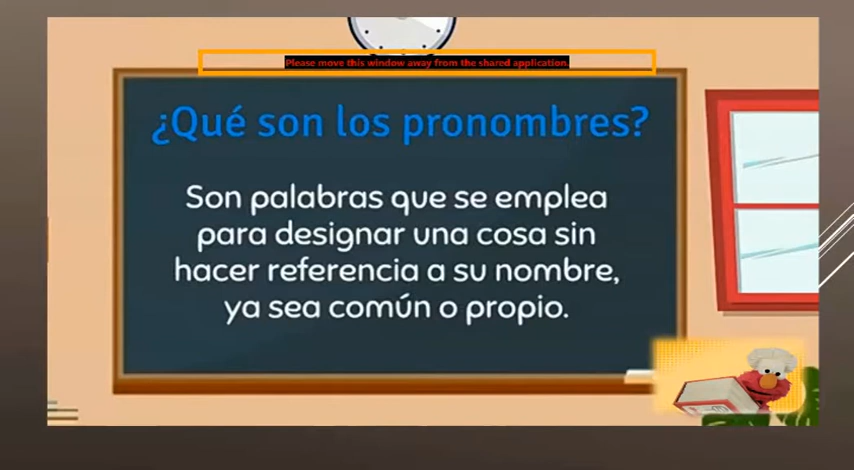 Please move this window away from the shared application.
¿Qué son los pronombres?
Son palabras que se emplea
para designar una cosa sin
hacer referencia a su nombre,
ya sea común o propio.